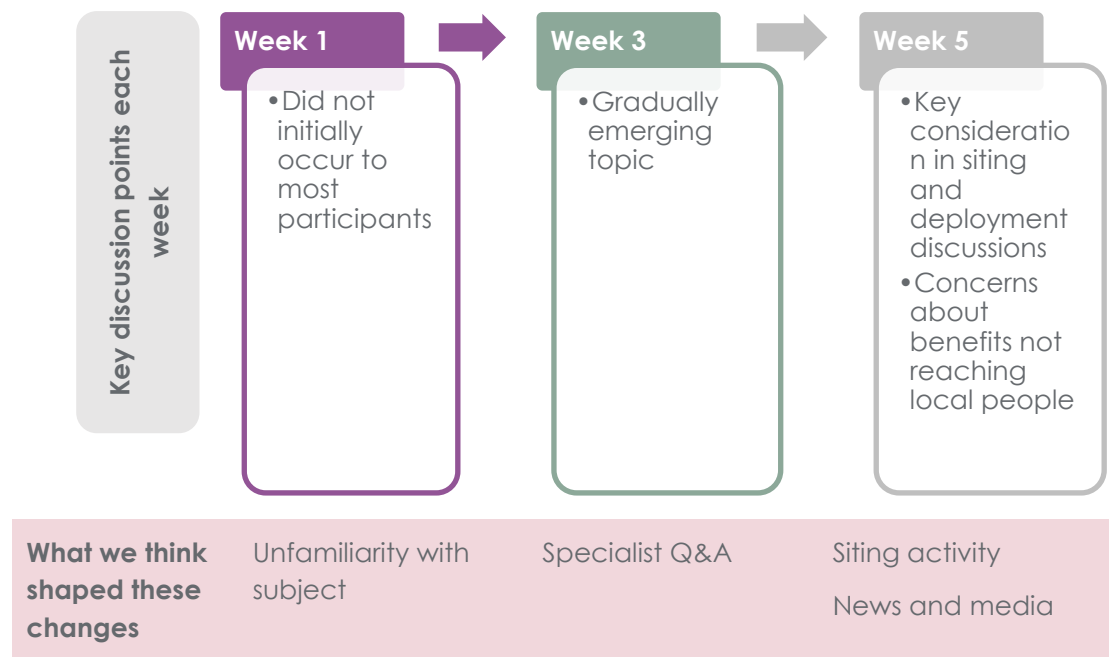 Key discussion points each
week
Week 1
•Did not
initially
occur to
most
participants
Week 3
•Gradually
emerging
topic
Week 5
•Key
consideratio
n in siting
and
deployment
discussions
•Concerns
about
benefits not
reaching
local people
What we think
shaped these
changes
Unfamiliarity with
subject
Specialist Q&A
Siting activity
News and media